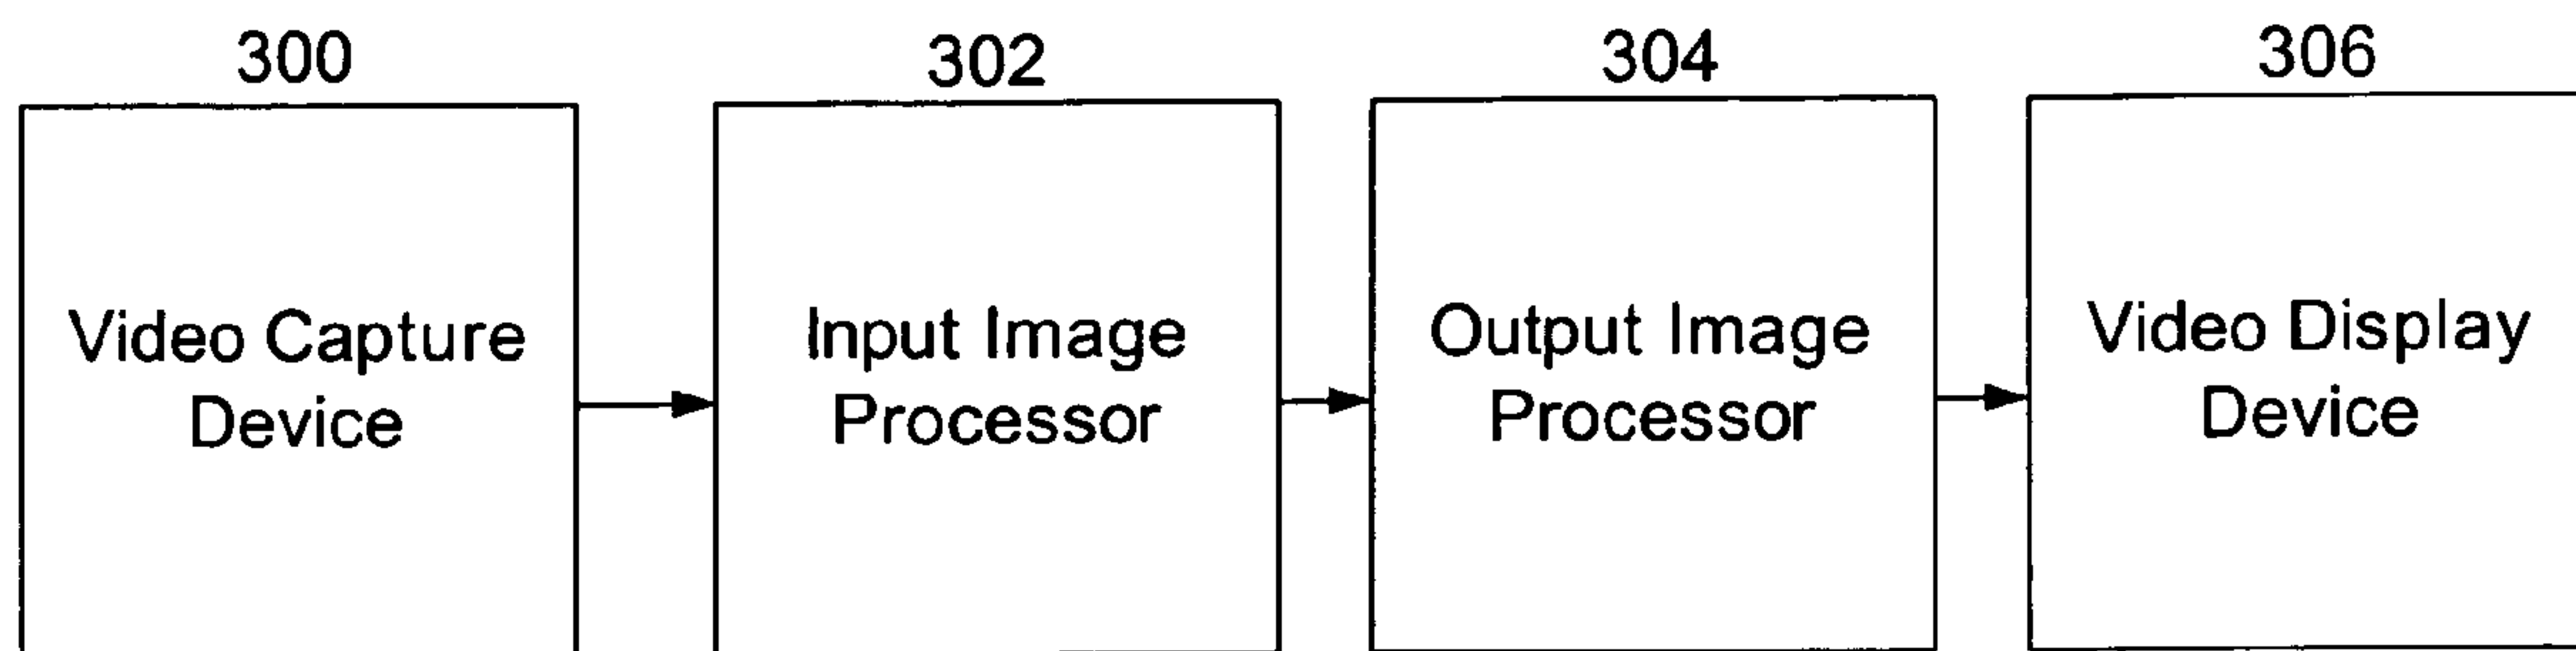 300
302
304
306
Video Capture
Device
Input Image
Processor
Output Image
Processor
Video Display
Device